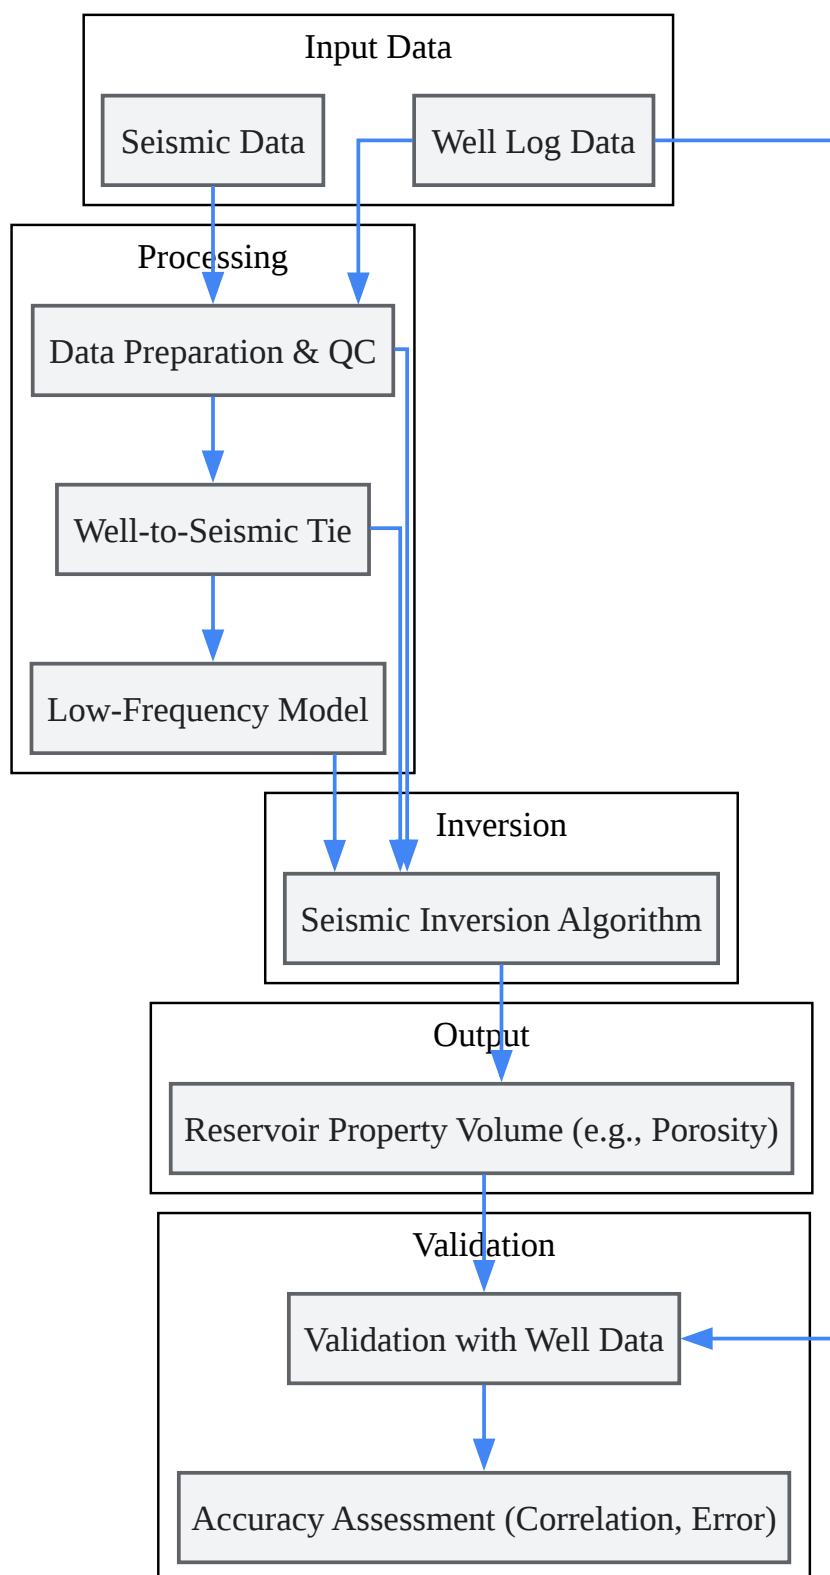 Input Data
Seismic Data
Well Log Data
Processing
Data Preparation & QC
Well-to-Seismic Tie
Low-Frequency Model
Inversion
Seismic Inversion Algorithm
Output
Reservoir Property Volume (e.g., Porosity)
Validation
Validation with Well Data
Accuracy Assessment (Correlation, Error)